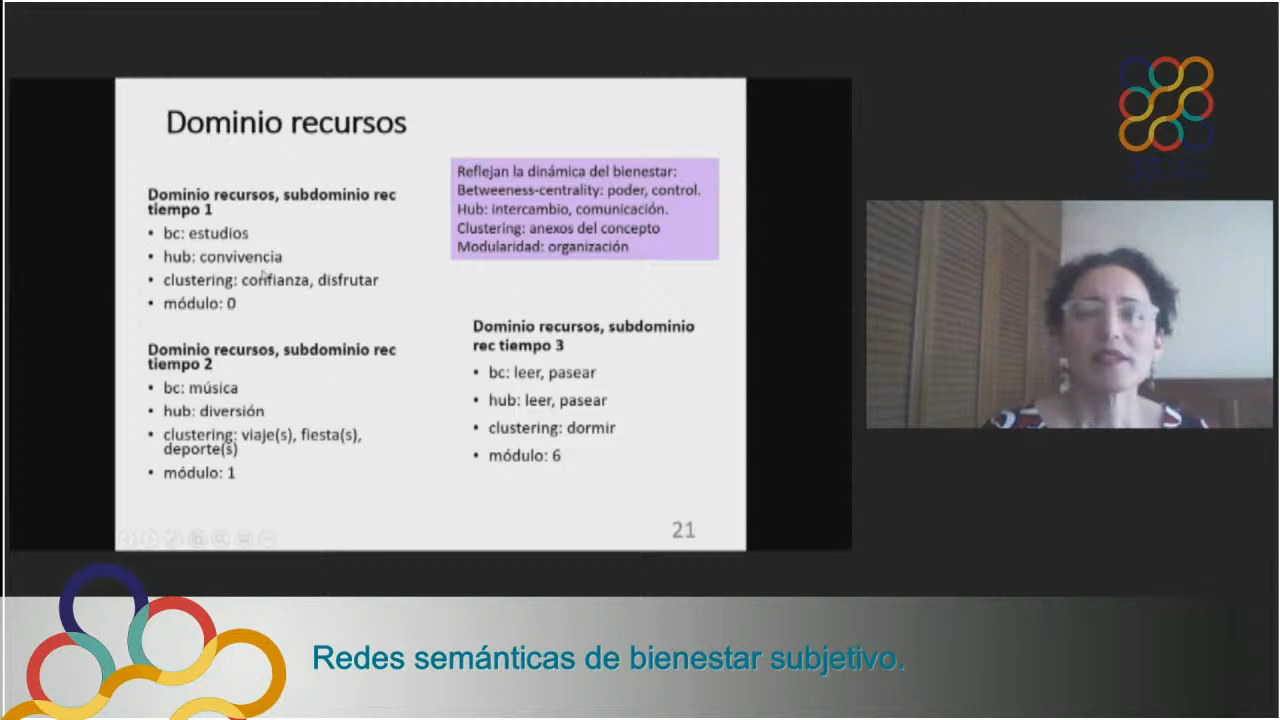 Dominio recursos
Dominio recursos, subdominio rec
tiempo 1
• bc: estudios
• hub: convivencia
• clustering: confianza, disfrutar
• módulo: 0
Dominio recursos, subdominio rec
tiempo 2
• bc: música
• hub: diversión
• clustering: viaje(s), fiesta(s),
deporte(s)
• módulo: 1
Reflejan la dinámica del bienestar:
Betweeness-centrality: poder, control.
Hub: intercambio, comunicación.
Clustering: anexos del concepto
Modularidad: organización
Dominio recursos, subdominio
rec tiempo 3
• bc: leer, pasear
• hub: leer, pasear
• clustering: dormir
• módulo: 6
21
Redes semánticas de bienestar subjetivo.